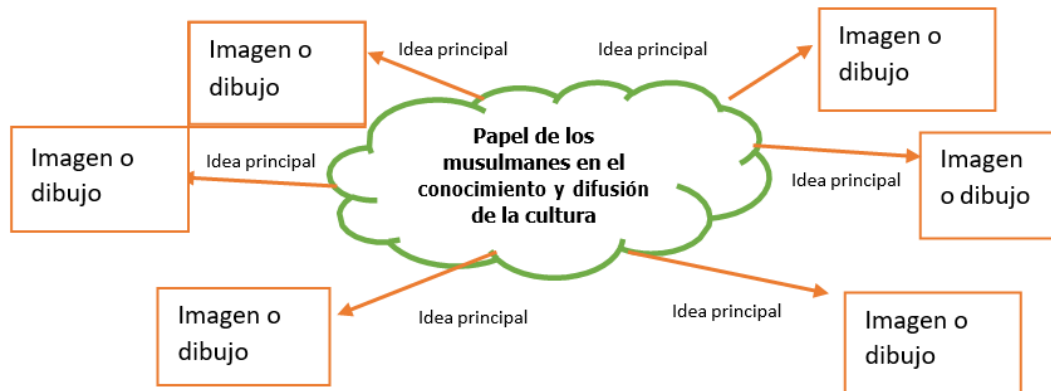 Imagen o
dibujo
Idea principal
Idea principal
Imagen o
dibujo
Imagen o
dibujo
Idea principal
Papel de los
musulmanes en el
conocimiento y difusión
de la cultura
Idea principal
Imagen
o dibujo
Imagen o
dibujo
Idea principal
Idea principal
Imagen o
dibujo